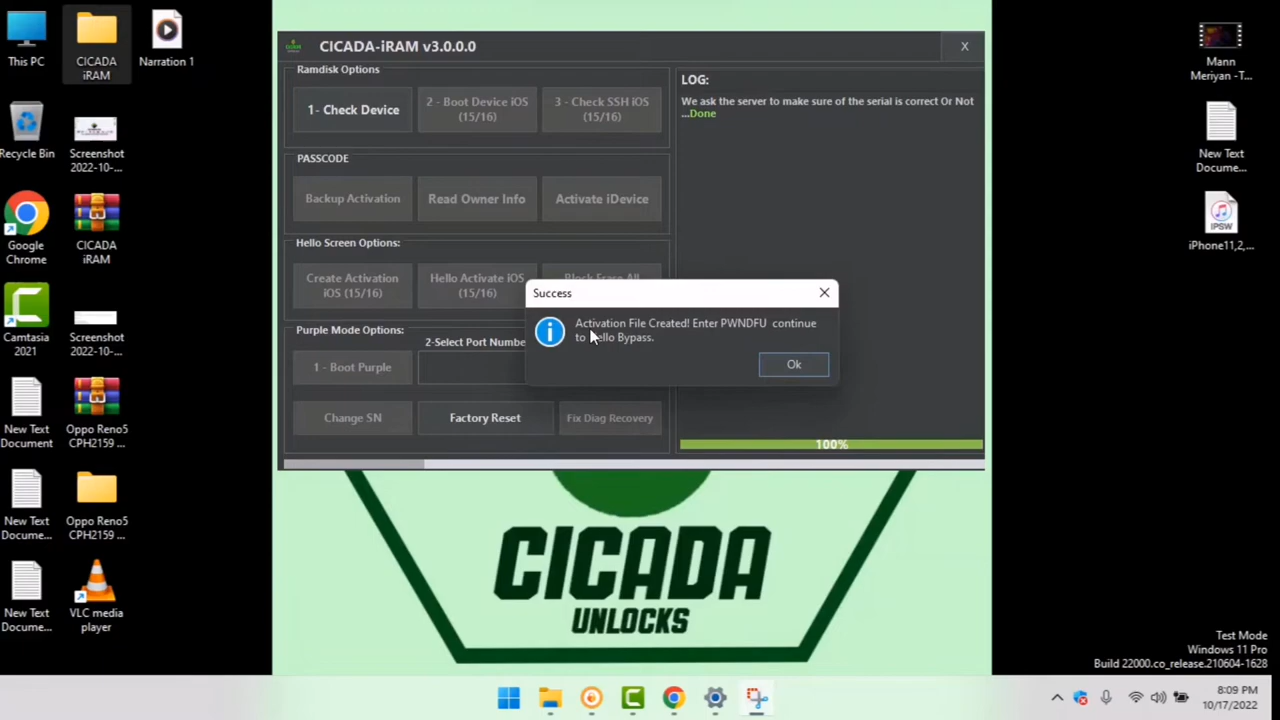 This PC
CICADA
iRAM
Narration 1
Recycle Bin
Screenshot
2022-10-...
Google
Chrome
CICADA
iRAM
Camtasia
2021
Screenshot
2022-10-...
New Text
Document
Oppo Reno5
CPH2159 ...
New Text
Docume...
Oppo Reno5
CPH2159 ...
New Text
Docume...
VLC media
player
CICADA-iRAM v3.0.0.0
X
Ramdisk Options
1- Check Device
2 - Boot Device iOS
(15/16)
3 - Check SSH iOS
(15/16)
PASSCODE
Backup Activation
Read Owner Info
Activate iDevice
Hello Screen Options:
Create Activation
iOS (15/16)
Hello Activate iOS
(15/16)
Block Erase All
Purple Mode Options:
2-Select Port Numbe
1 - Boot Purple
Change SN
Factory Reset
Fix Diag Recovery
LOG:
We ask the server to make sure of the serial is correct Or Not
...Done
100%
Success
Activation File Created! Enter PWNDFU continue
to Hello Bypass.
Ok
CICADA
UNLOCKS
Mann
Meriyan -T...
New Text
Docume...
IPSW
iPhone11,2,...
Test Mode
Windows 11 Pro
Build 22000.co_release.210604-1628
8:09 PM
10/17/2022